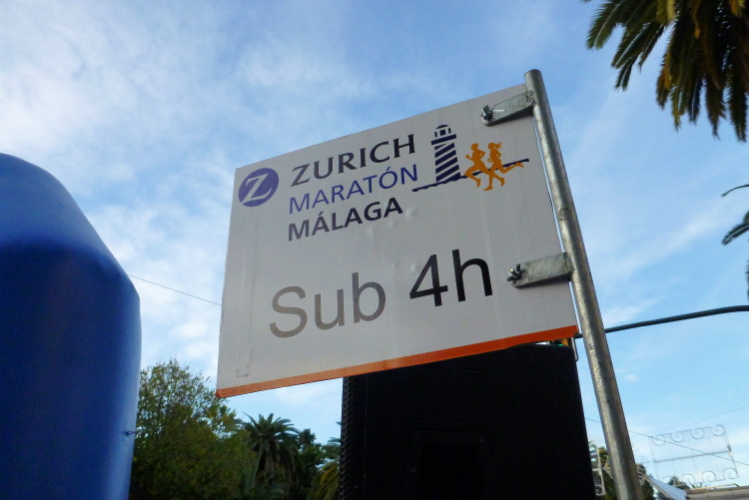 Z ZURICH
MARATÓN
MÁLAGA
Sub 4h